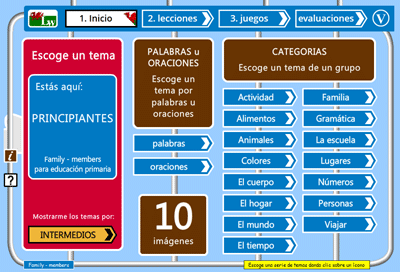 LW
1. Inicio
2. lecciones
3. juegos
evaluaciones
V
Escoge un tema
Estás aquí:
PRINCIPIANTES
Family - members
para educación primaria
Mostrarme los temas por:
INTERMEDIOS
PALABRAS u
ORACIONES
Escoge un
tema por
palabras u
oraciones
palabras
oraciones
10
imágenes
CATEGORIAS
Escoge un tema de un grupo
Actividad
Familia
Alimentos
Gramática
Animales
La escuela
Colores
Lugares
El cuerpo
Números
El hogar
Personas
El mundo
Viajar
El tiempo
i
?
Family - members
Escoge una serie de temas dando clic sobre un ícono